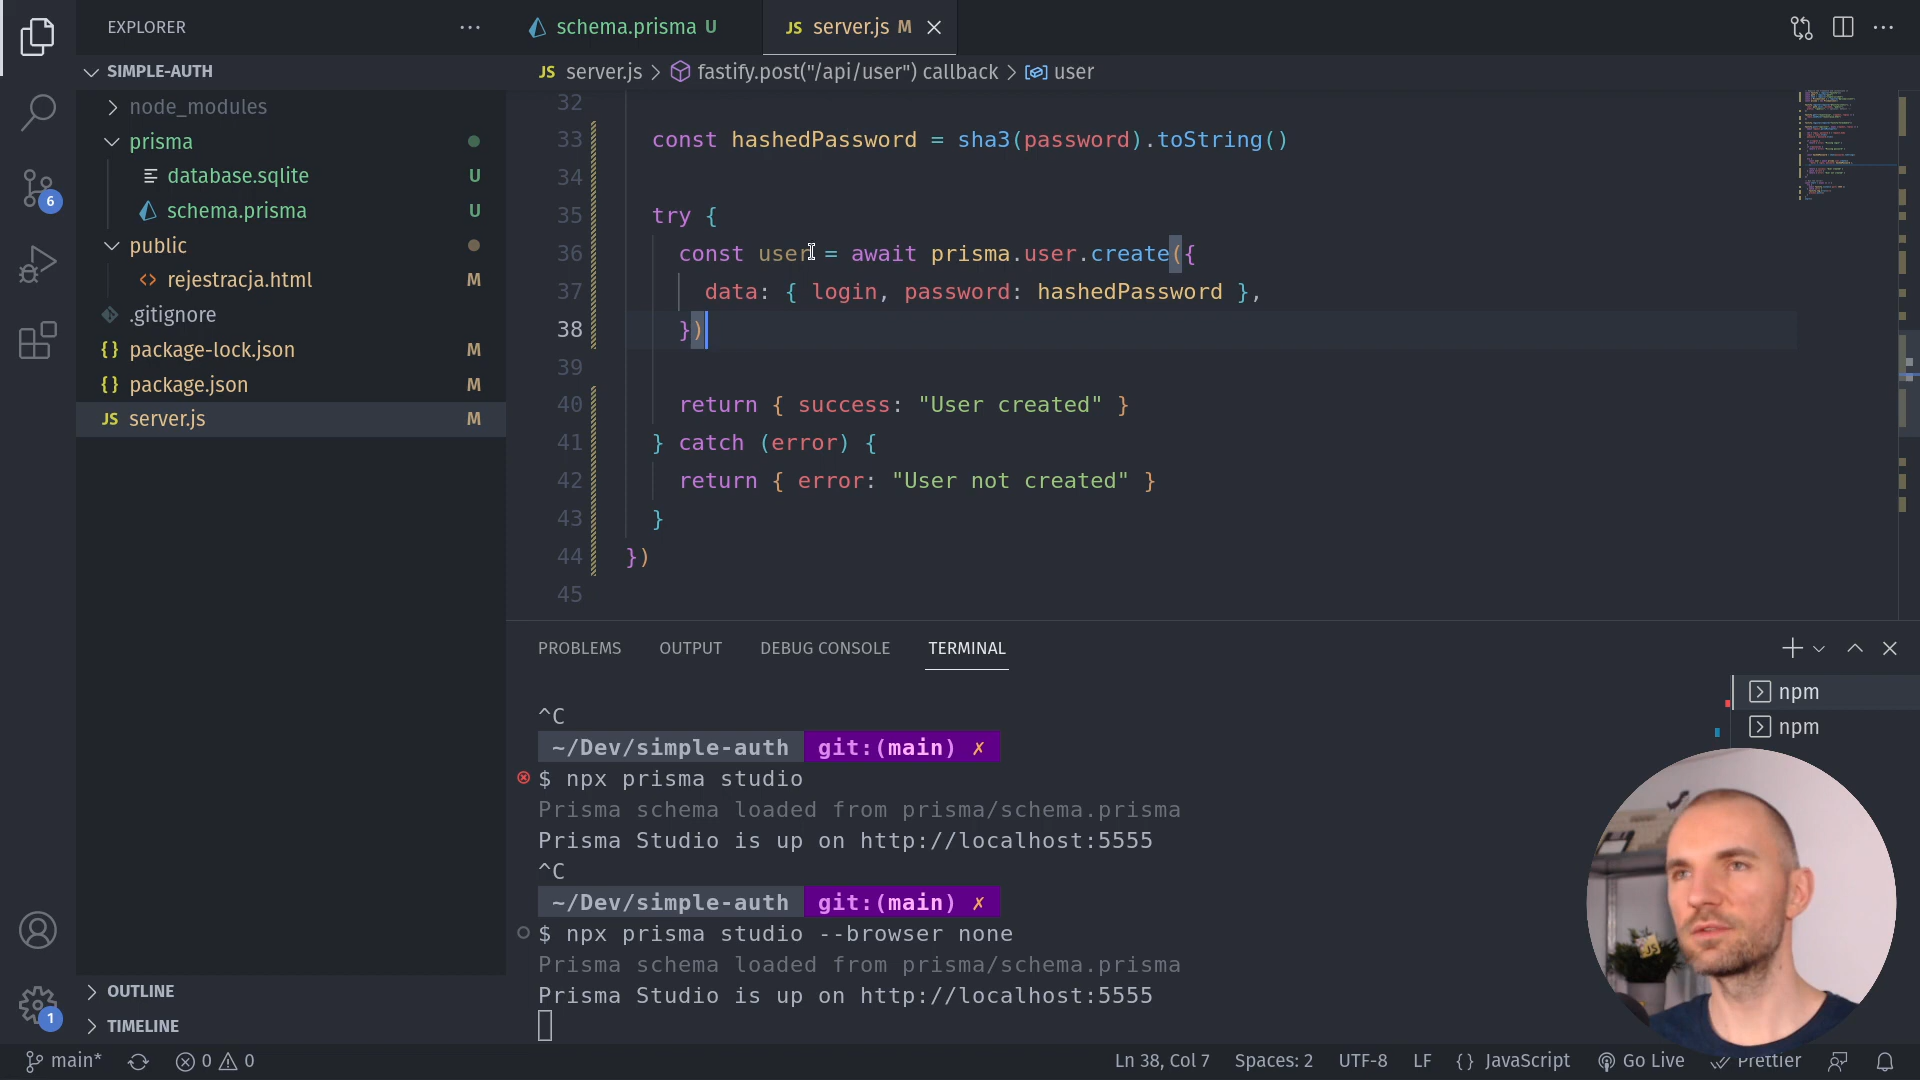 EXPLORER
SIMPLE-AUTH
node_modules
prisma
database.sqlite U
schema.prisma U
public
rejestracja.html M
.gitignore
{} package-lock.json M
{} package.json M
JS server.js M
OUTLINE
TIMELINE
6
1
schema.prisma U
JS server.js M
JS server.js > fastify.post("/api/user") callback > user
32
33 const hashedPassword = sha3(password).toString()
34
35 try {
36 const user = await prisma.user.create({
37 data: { login, password: hashedPassword },
38 })
39
40 return { success: "User created" }
41 } catch (error) {
42 return { error: "User not created" }
43 }
44 })
45
PROBLEMS OUTPUT DEBUG CONSOLE TERMINAL
npm
npm
^C
~/Dev/simple-auth git:(main) ✗
$ npx prisma studio
Prisma schema loaded from prisma/schema.prisma
Prisma Studio is up on http://localhost:5555
^C
~/Dev/simple-auth git:(main) ✗
$ npx prisma studio --browser none
Prisma schema loaded from prisma/schema.prisma
Prisma Studio is up on http://localhost:5555
JS
main* 0 0 Ln 38, Col 7 Spaces: 2 UTF-8 LF {} JavaScript Go Live Prettier